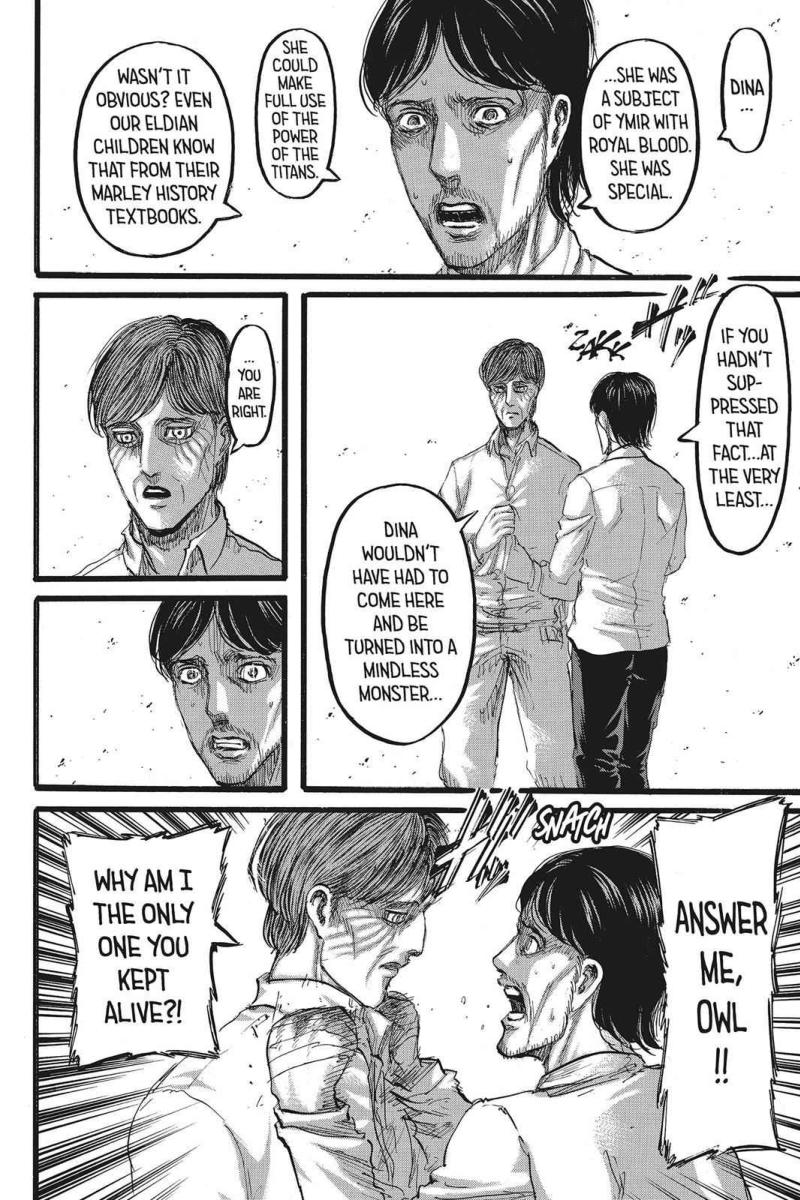 DINA
...
...SHE WAS
A SUBJECT
OF YMIR WITH
ROYAL BLOOD.
SHE WAS
SPECIAL.
SHE
COULD
MAKE
FULL USE
OF THE
POWER
OF THE
TITANS.
WASN'T IT
OBVIOUS? EVEN
OUR ELDIAN
CHILDREN KNOW
THAT FROM THEIR
MARLEY HISTORY
TEXTBOOKS.
IF YOU
HADN'T
SUP-
PRESSED
THAT
FACT...AT
THE VERY
LEAST...
ZAKK
DINA
WOULDN'T
HAVE HAD TO
COME HERE
AND BE
TURNED INTO A
MINDLESS
MONSTER...
...
YOU
ARE
RIGHT.
SNATCH
ANSWER
ME,
OWL
!!
WHY AM I
THE ONLY
ONE YOU
KEPT
ALIVE?!